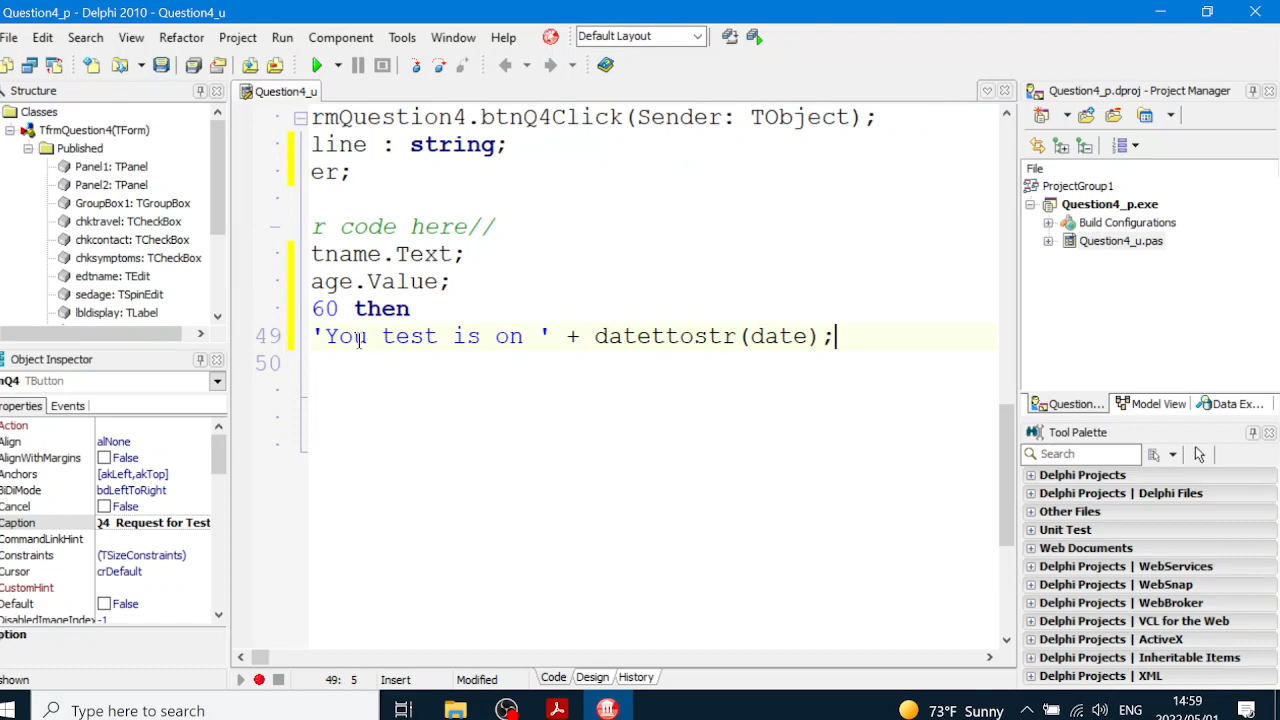 Question4_p - Delphi 2010 - Question4_u
File Edit Search View Refactor Project Run Component Tools Window Help Default Layout
Structure
Classes
TfrmQuestion4(TForm)
Published
Panel1: TPanel
Panel2: TPanel
GroupBox1: TGroupBox
chktravel: TCheckBox
chkcontact: TCheckBox
chksymptoms: TCheckBox
edtname: TEdit
sedage: TSpinEdit
lbldisplay: TLabel
Object Inspector
nQ4 TButton
roperties Events
Action
Align alNone
AlignWithMargins False
Anchors [akLeft,akTop]
BiDiMode bdLeftToRight
Cancel False
Caption Q4 Request for Test
CommandLinkHint
Constraints (TSizeConstraints)
Cursor crDefault
CustomHint
Default False
DisabledImageIndex -1
ption
shown
Question4_u
rmQuestion4.btnQ4Click(Sender: TObject);
line : string;
er;
r code here//
tname.Text;
age.Value;
60 then
49 'You test is on ' + datettostr(date);
50
49: 5 Insert Modified Code Design History
Question4_p.dproj - Project Manager
File
ProjectGroup1
Question4_p.exe
Build Configurations
Question4_u.pas
Question... Model View Data Ex...
Tool Palette
Search
Delphi Projects
Delphi Projects | Delphi Files
Other Files
Unit Test
Web Documents
Delphi Projects | WebServices
Delphi Projects | WebSnap
Delphi Projects | WebBroker
Delphi Projects | VCL for the Web
Delphi Projects | ActiveX
Delphi Projects | Inheritable Items
Delphi Projects | XML
Type here to search
73°F Sunny ENG 14:59
2022/05/01